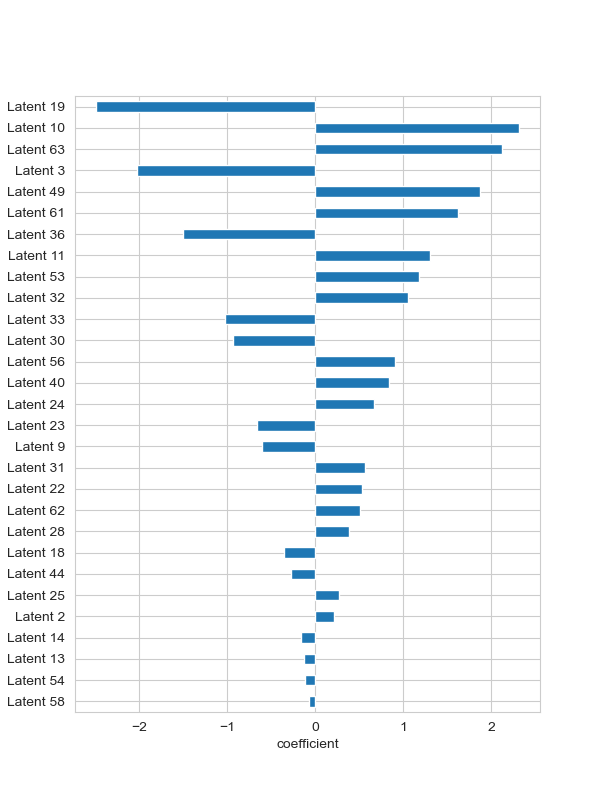 Latent 19
Latent 10
Latent 63
Latent 3
Latent 49
Latent 61
Latent 36
Latent 11
Latent 53
Latent 32
Latent 33
Latent 30
Latent 56
Latent 40
Latent 24
Latent 23
Latent 9
Latent 31
Latent 22
Latent 62
Latent 28
Latent 18
Latent 44
Latent 25
Latent 2
Latent 14
Latent 13
Latent 54
Latent 58
−2 −1 0 1 2
coefficient